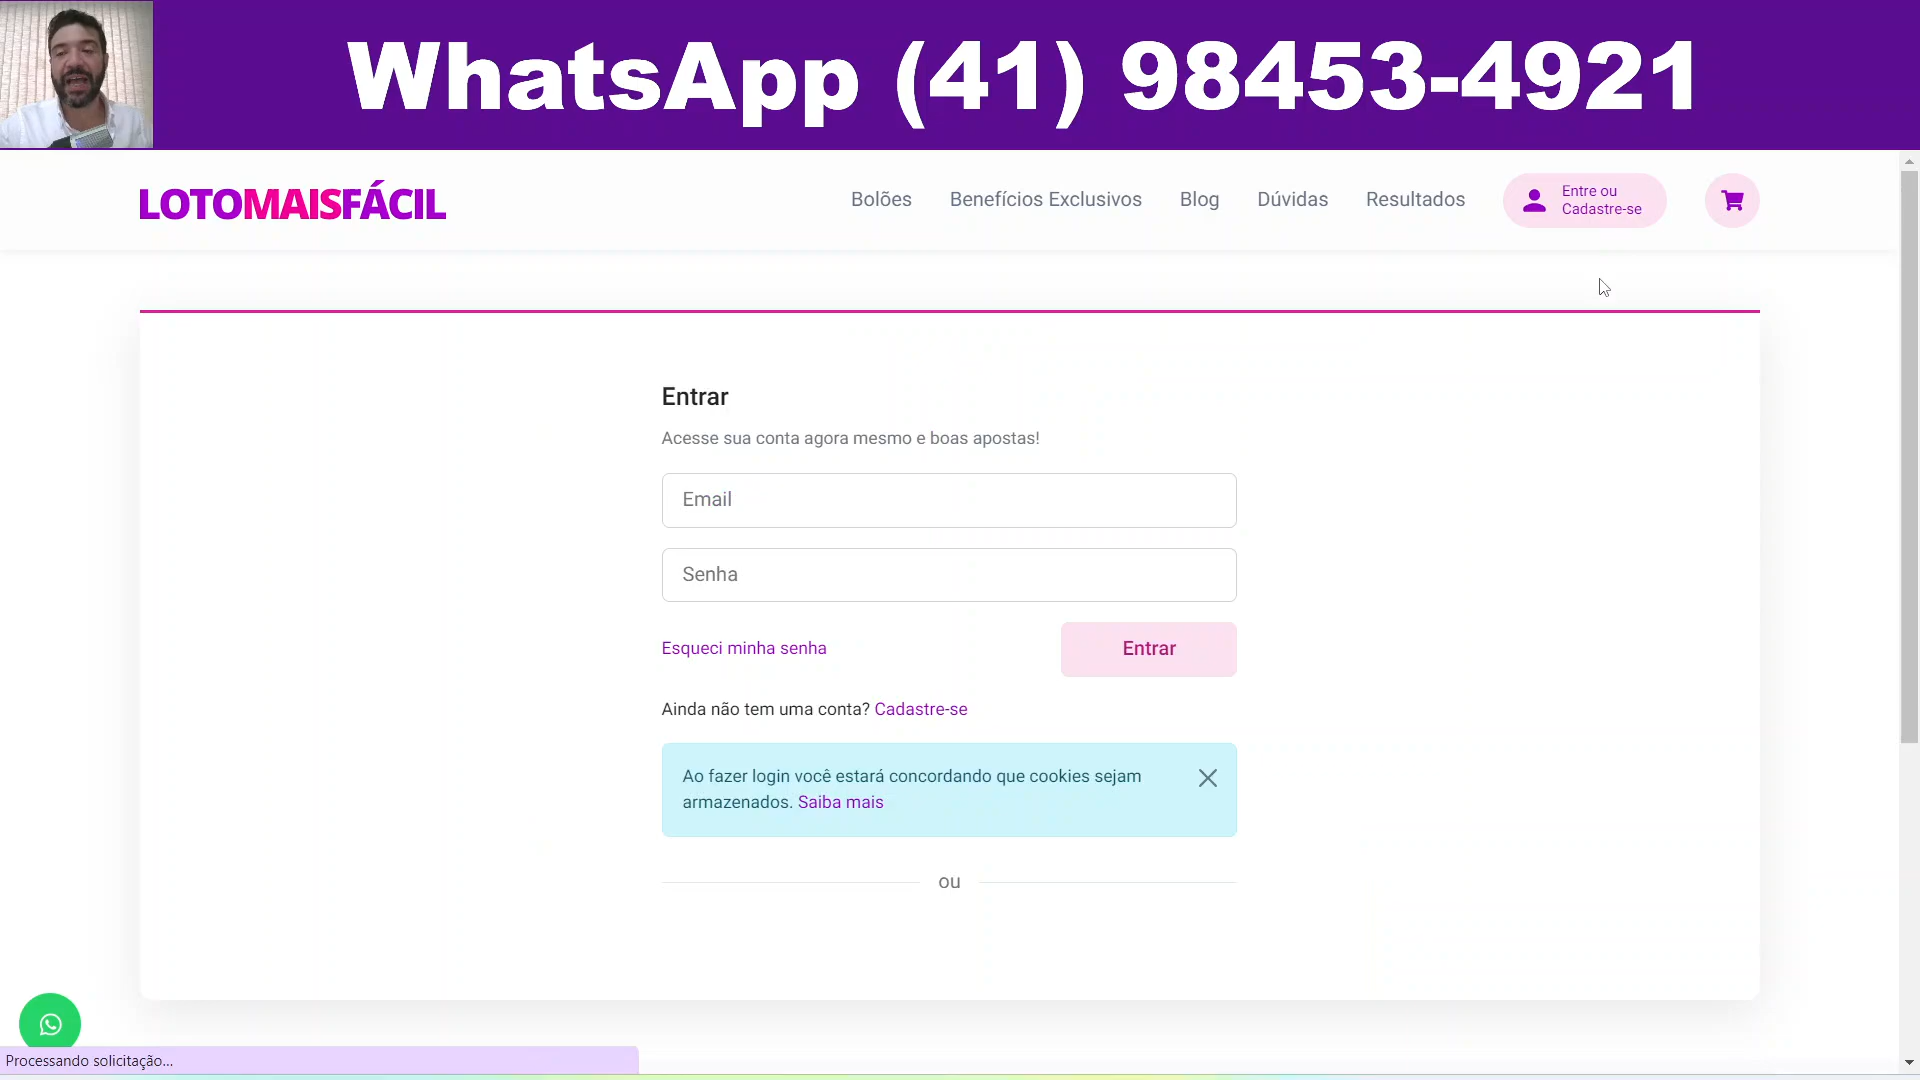 WhatsApp (41) 98453-4921
LOTOMAISFÁCIL
Bolões
Benefícios Exclusivos
Blog
Dúvidas
Resultados
Entre ou
Cadastre-se
Entrar
Acesse sua conta agora mesmo e boas apostas!
Email
Senha
Esqueci minha senha
Entrar
Ainda não tem uma conta? Cadastre-se
Ao fazer login você estará concordando que cookies sejam
armazenados. Saiba mais
ou
Processando solicitação...